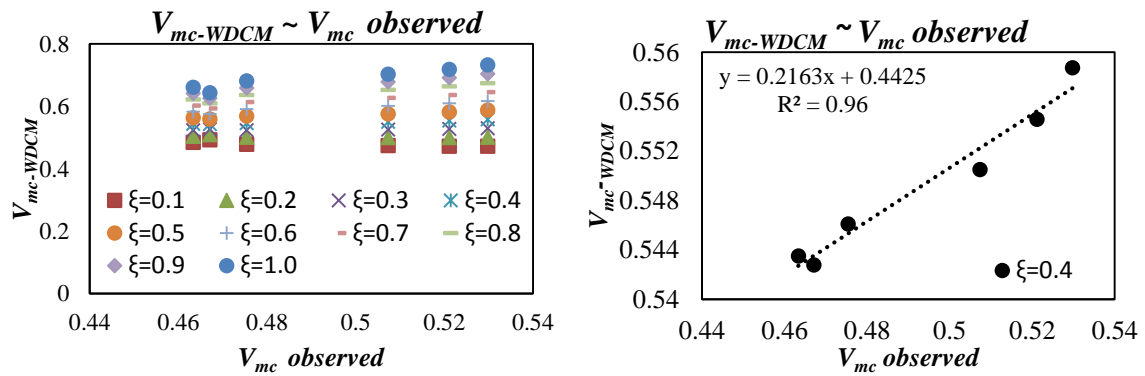 V_mc-WDCM ~ V_mc observed
V_mc-WDCM
0.8
0.6
0.4
0.2
0
ξ=0.1 ξ=0.2 ξ=0.3 ξ=0.4
ξ=0.5 ξ=0.6 ξ=0.7 ξ=0.8
ξ=0.9 ξ=1.0
0.44 0.46 0.48 0.5 0.52 0.54
V_mc observed
V_mc-WDCM ~ V_mc observed
V_mc-WDCM
0.56
0.556
0.552
0.548
0.544
0.54
y = 0.2163x + 0.4425
R² = 0.96
ξ=0.4
0.44 0.46 0.48 0.5 0.52 0.54
V_mc observed